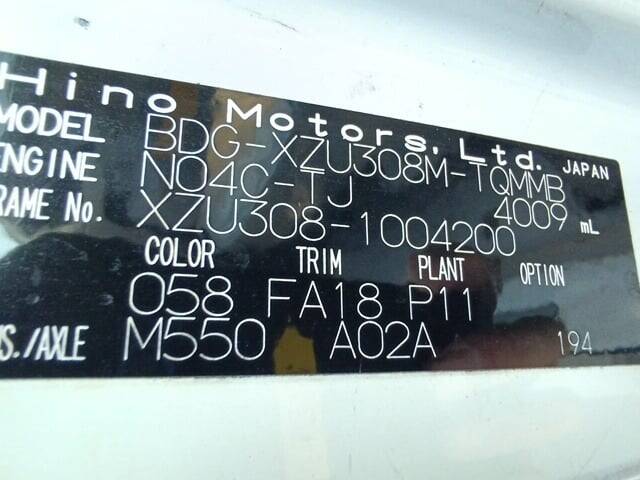 Hino Motors, Ltd. JAPAN
MODEL BDG-XZU308M-TQMMB
ENGINE N04C-TJ 4009 mL
RAME No. XZU308-1004200
COLOR TRIM PLANT OPTION
058 FA18 P11
S./AXLE M550 A02A 194